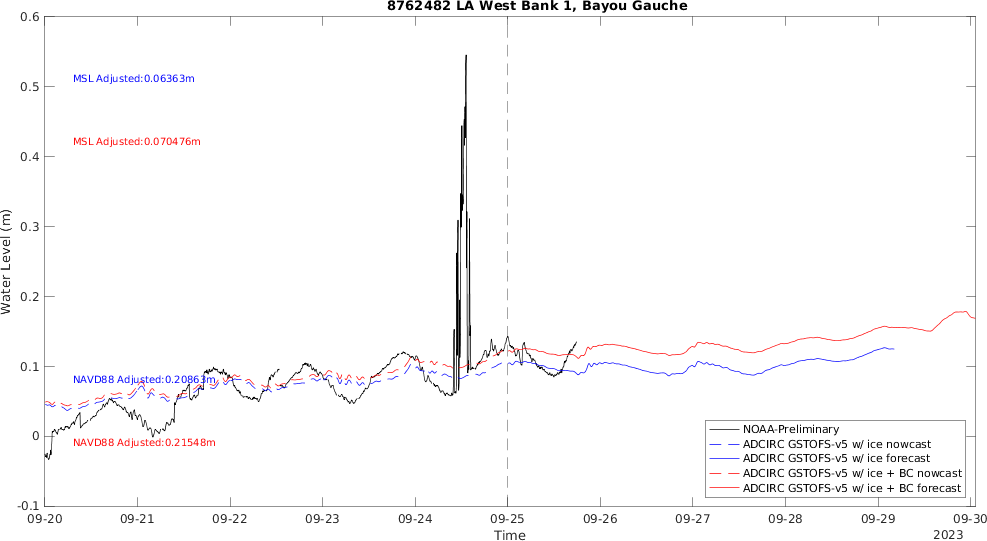 8762482 LA West Bank 1, Bayou Gauche
0.6
0.5
0.4
0.3
0.2
0.1
0
-0.1
Water Level (m)
MSL Adjusted:0.06363m
MSL Adjusted:0.070476m
NAVD88 Adjusted:0.20863m
NAVD88 Adjusted:0.21548m
NOAA-Preliminary
ADCIRC GSTOFS-v5 w/ ice nowcast
ADCIRC GSTOFS-v5 w/ ice forecast
ADCIRC GSTOFS-v5 w/ ice + BC nowcast
ADCIRC GSTOFS-v5 w/ ice + BC forecast
09-20 09-21 09-22 09-23 09-24 09-25 09-26 09-27 09-28 09-29 09-30
Time
2023